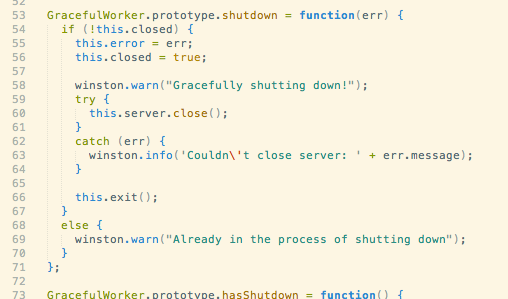 52
53 GracefulWorker.prototype.shutdown = function(err) {
54 if (!this.closed) {
55 this.error = err;
56 this.closed = true;
57
58 winston.warn("Gracefully shutting down!");
59 try {
60 this.server.close();
61 }
62 catch (err) {
63 winston.info('Couldn\'t close server: ' + err.message);
64 }
65
66 this.exit();
67 }
68 else {
69 winston.warn("Already in the process of shutting down");
70 }
71 };
72
73 GracefulWorker.prototype.hasShutdown = function() {